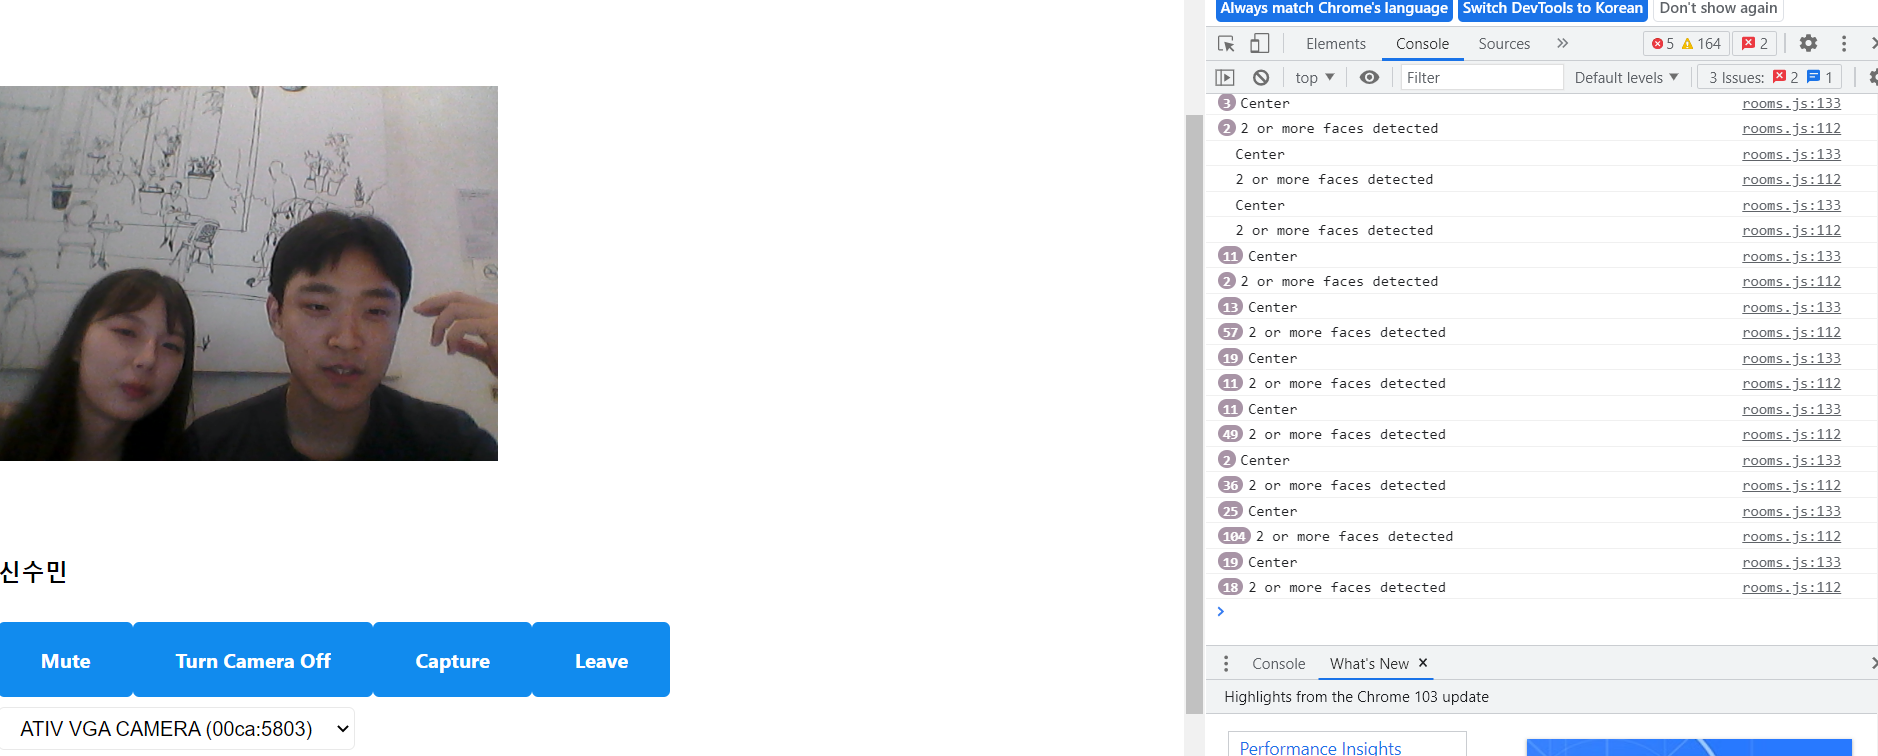 신수민
Mute Turn Camera Off Capture Leave
ATIV VGA CAMERA (00ca:5803)
Always match Chrome's language Switch DevTools to Korean Don't show again
Elements Console Sources » 5 164 2
top Filter Default levels 3 Issues: 2 1
3 Center rooms.js:133
2 2 or more faces detected rooms.js:112
Center rooms.js:133
2 or more faces detected rooms.js:112
Center rooms.js:133
2 or more faces detected rooms.js:112
11 Center rooms.js:133
2 2 or more faces detected rooms.js:112
13 Center rooms.js:133
57 2 or more faces detected rooms.js:112
19 Center rooms.js:133
11 2 or more faces detected rooms.js:112
11 Center rooms.js:133
49 2 or more faces detected rooms.js:112
2 Center rooms.js:133
36 2 or more faces detected rooms.js:112
25 Center rooms.js:133
104 2 or more faces detected rooms.js:112
19 Center rooms.js:133
18 2 or more faces detected rooms.js:112
Console What's New
Highlights from the Chrome 103 update
Performance Insights